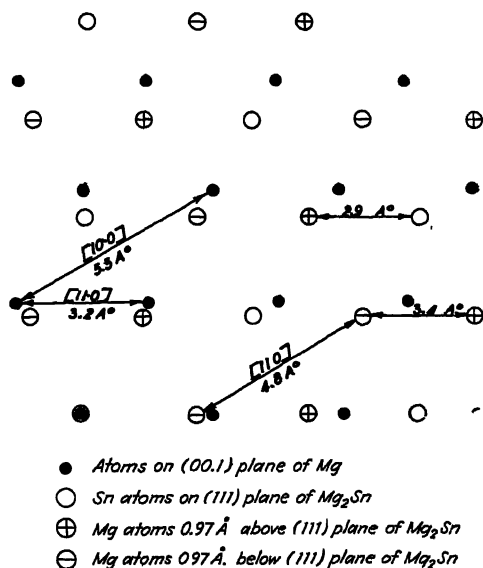 2.9 A°
[10·0]
5.5 A°
[11·0]
3.2 A°
3.4 A°
[110]
4.8 A°
Atoms on (00.1) plane of Mg
Sn atoms on (111) plane of Mg₂Sn
Mg atoms 0.97 Å above (111) plane of Mg₂Sn
Mg atoms 097 Å. below (111) plane of Mg₂Sn